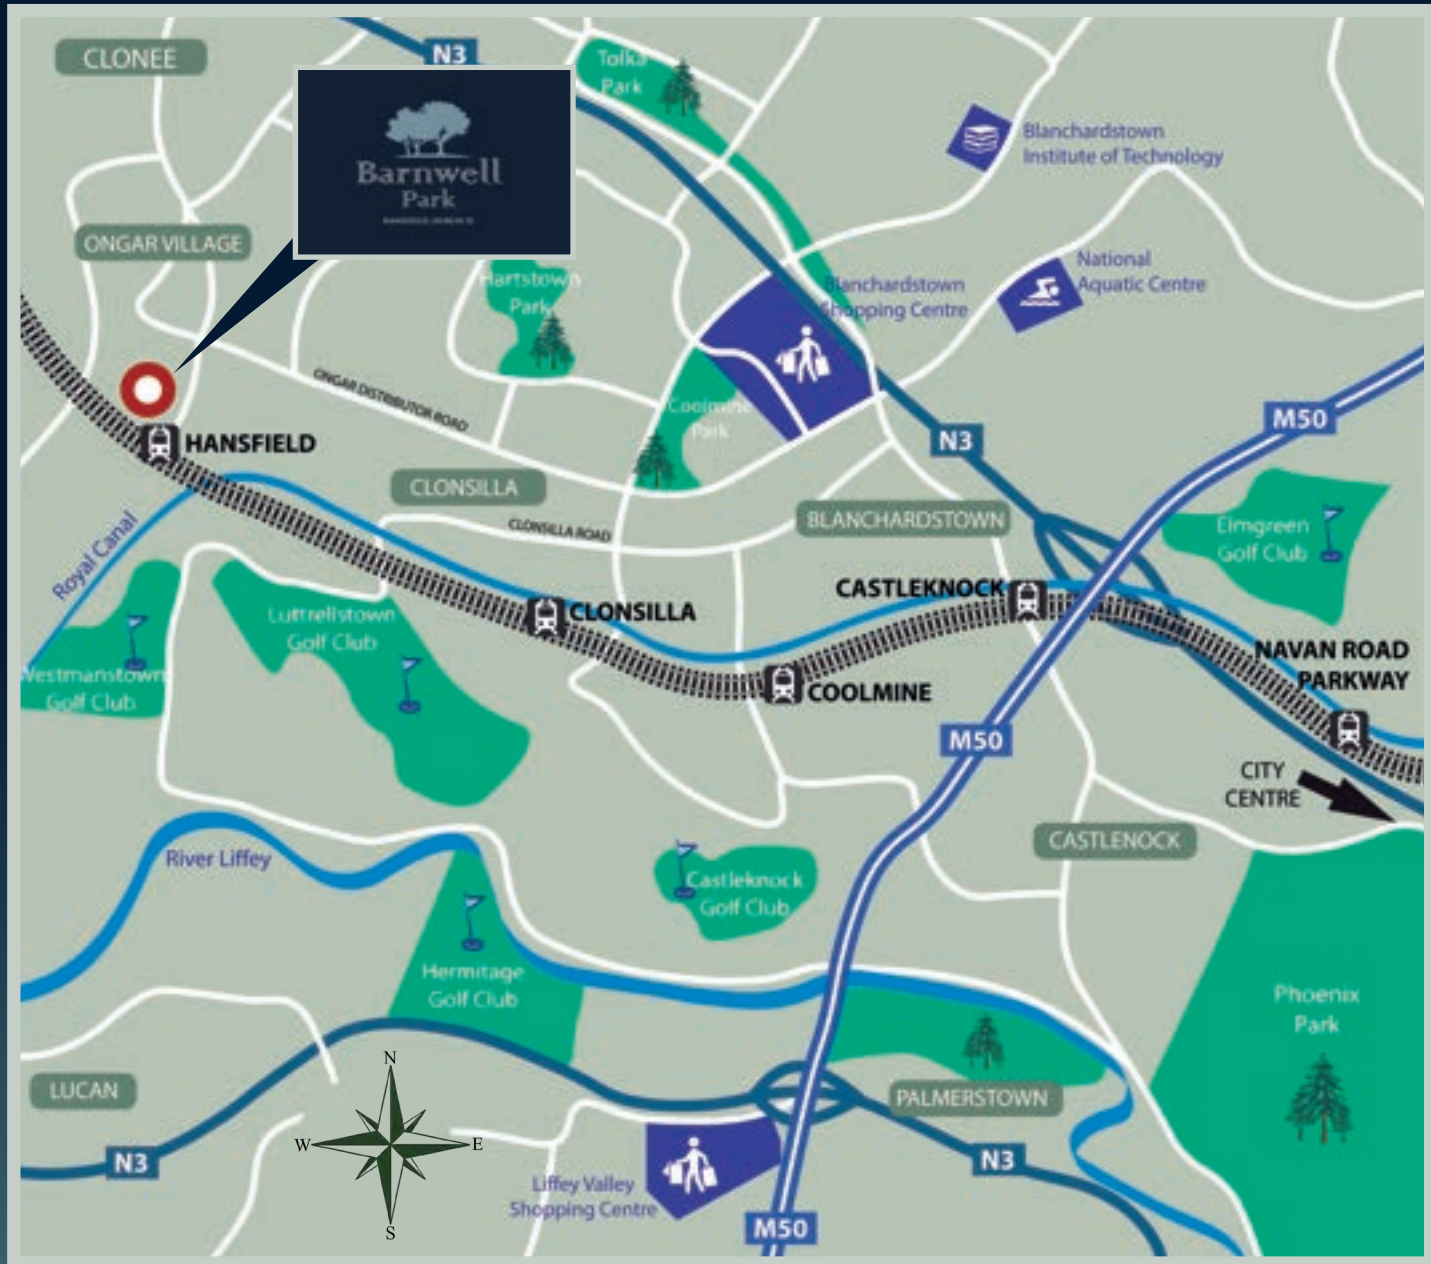 CLONEE
N3
Tolka
Park
Barnwell
Park
Blanchardstown
Institute of Technology
ONGAR VILLAGE
Hartstown
Park
Blanchardstown
Shopping Centre
National
Aquatic Centre
ONGAR DISTRIBUTOR ROAD
Coolmine
Park
M50
N3
HANSFIELD
CLONSILLA
CLONSILLA ROAD
BLANCHARDSTOWN
Elmgreen
Golf Club
Royal Canal
CASTLEKNOCK
Luttrellstown
Golf Club
CLONSILLA
NAVAN ROAD
PARKWAY
Westmanstown
Golf Club
COOLMINE
M50
CITY
CENTRE
CASTLENOCK
River Liffey
Castleknock
Golf Club
Hermitage
Golf Club
Phoenix
Park
LUCAN
N
W
E
S
PALMERSTOWN
N3
N3
Liffey Valley
Shopping Centre
M50